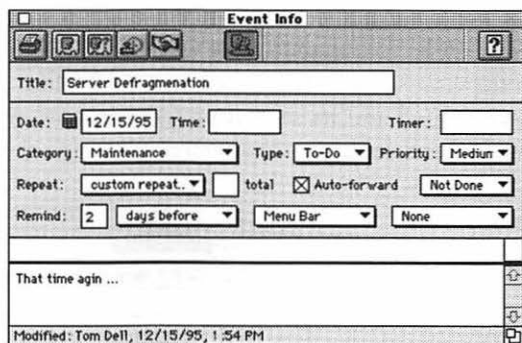 Event Info
?
Title: Server Defragmenation
Date: 12/15/95 Time: Timer:
Category: Maintenance Type: To-Do Priority: Mediun
Repeat: custom repeat.. total Auto-forward Not Done
Remind: 2 days before Menu Bar None
That time agin ...
Modified: Tom Dell, 12/15/95, 1:54 PM